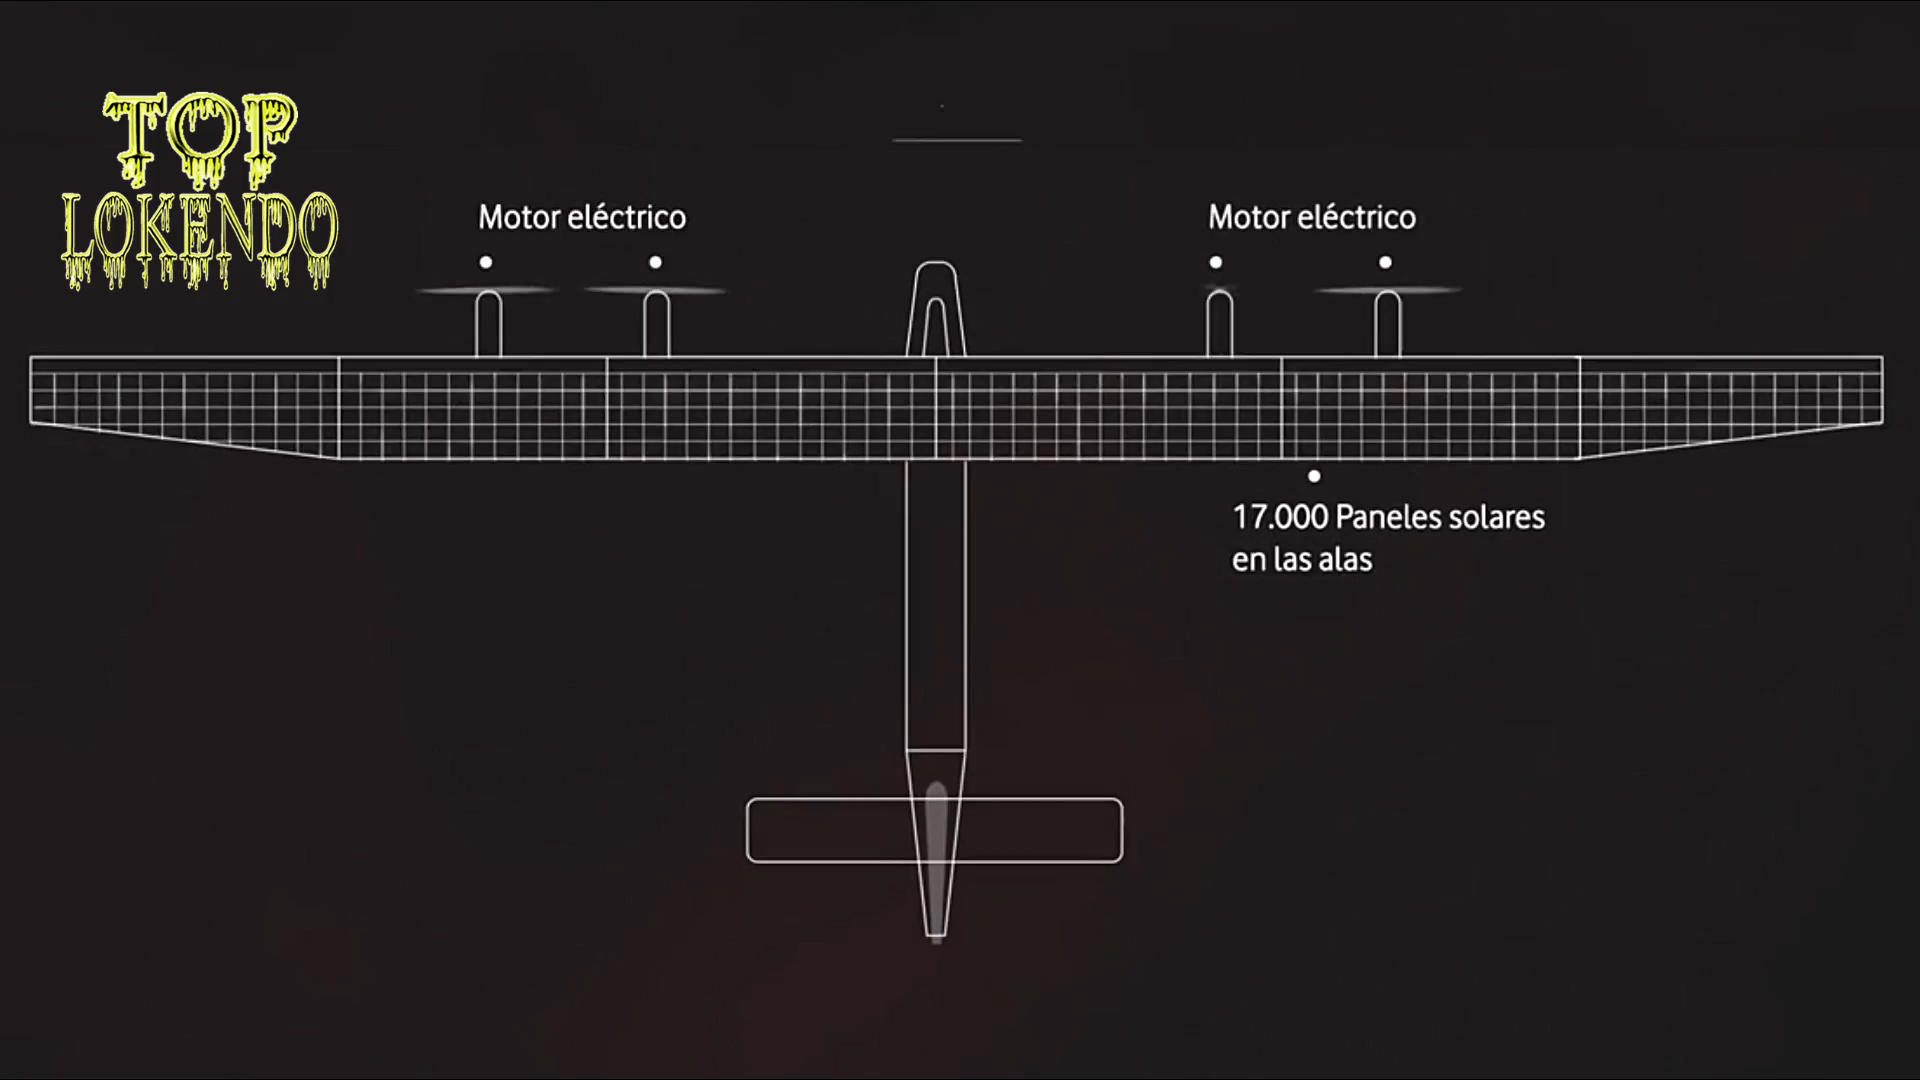 TOP
LOKENDO
Motor eléctrico
Motor eléctrico
17.000 Paneles solares
en las alas